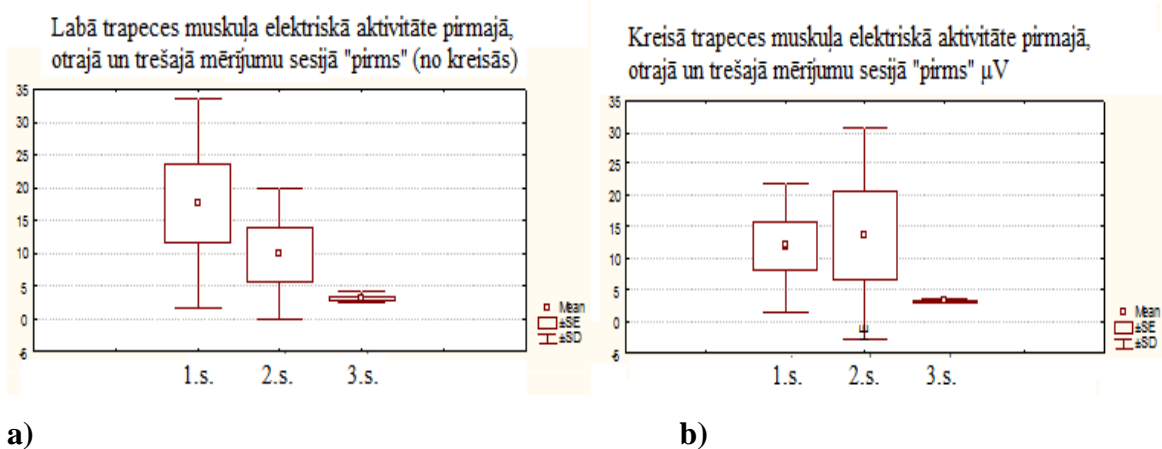 Labā trapeces muskuļa elektriskā aktivitāte pirmajā,
otrajā un trešajā mērījumu sesijā "pirms" (no kreisās)
35
30
25
20
15
10
5
0
-5
1.s. 2.s. 3.s.
Mean
±SE
±SD
a)
Kreisā trapeces muskuļa elektriskā aktivitāte pirmajā,
otrajā un trešajā mērījumu sesijā "pirms" µV
35
30
25
20
15
10
5
0
-5
1.s. 2.s. 3.s.
Mean
±SE
±SD
b)